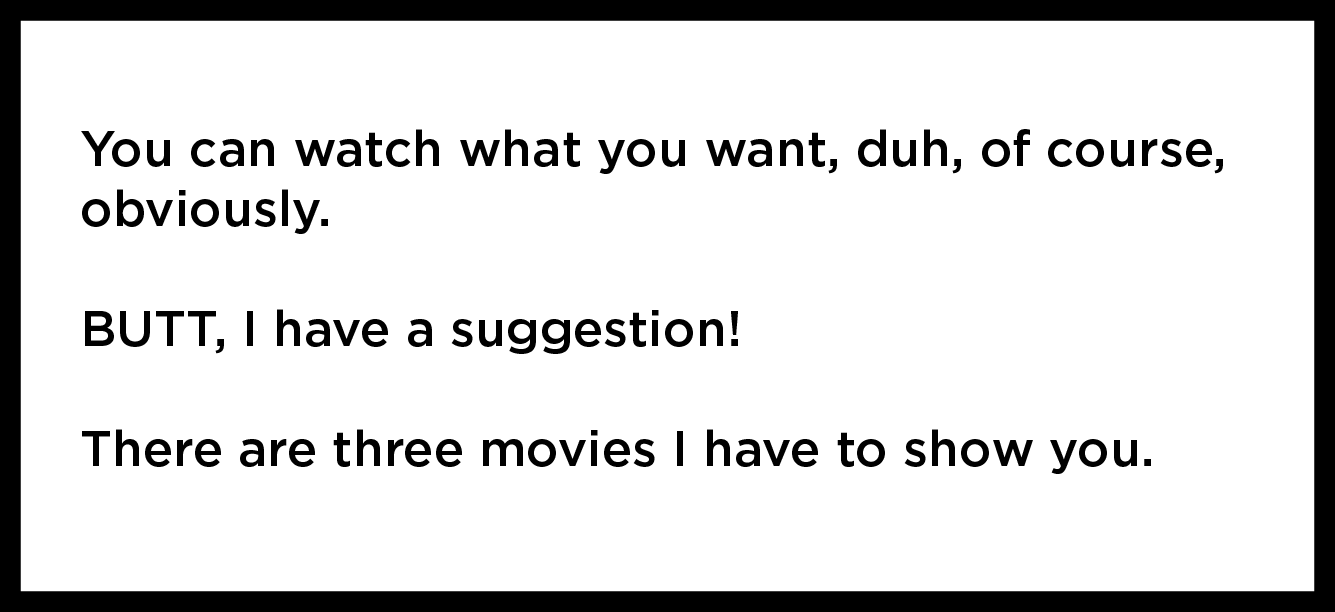 You can watch what you want, duh, of course,
obviously.
BUTT, I have a suggestion!
There are three movies I have to show you.